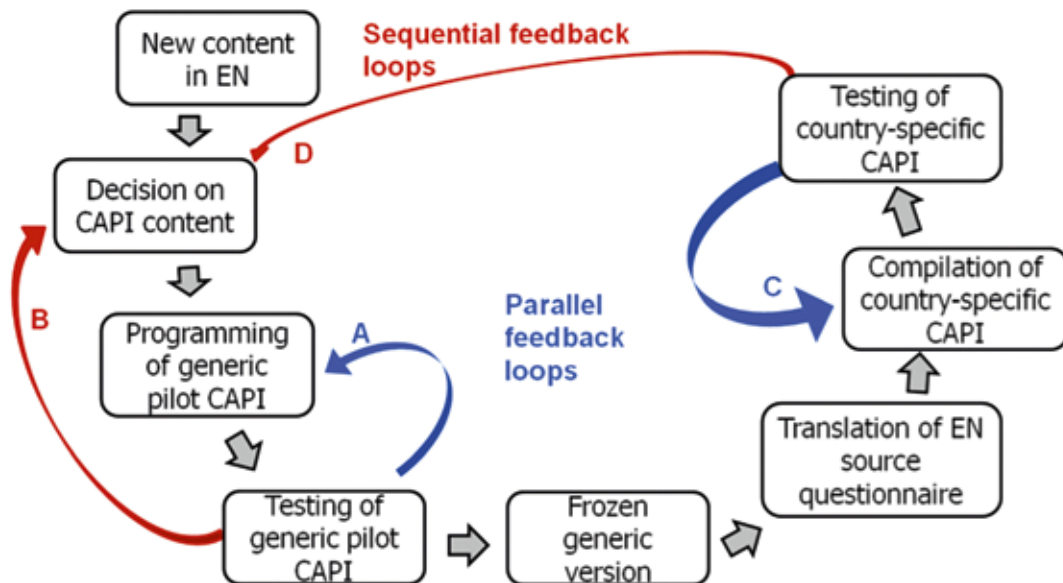 New content
in EN
Sequential feedback
loops
D
Decision on
CAPI content
B
Programming
of generic
pilot CAPI
A
Testing of
generic pilot
CAPI
Frozen
generic
version
Translation of EN
source
questionnaire
Compilation of
country-specific
CAPI
Testing of
country-specific
CAPI
C
Parallel
feedback
loops